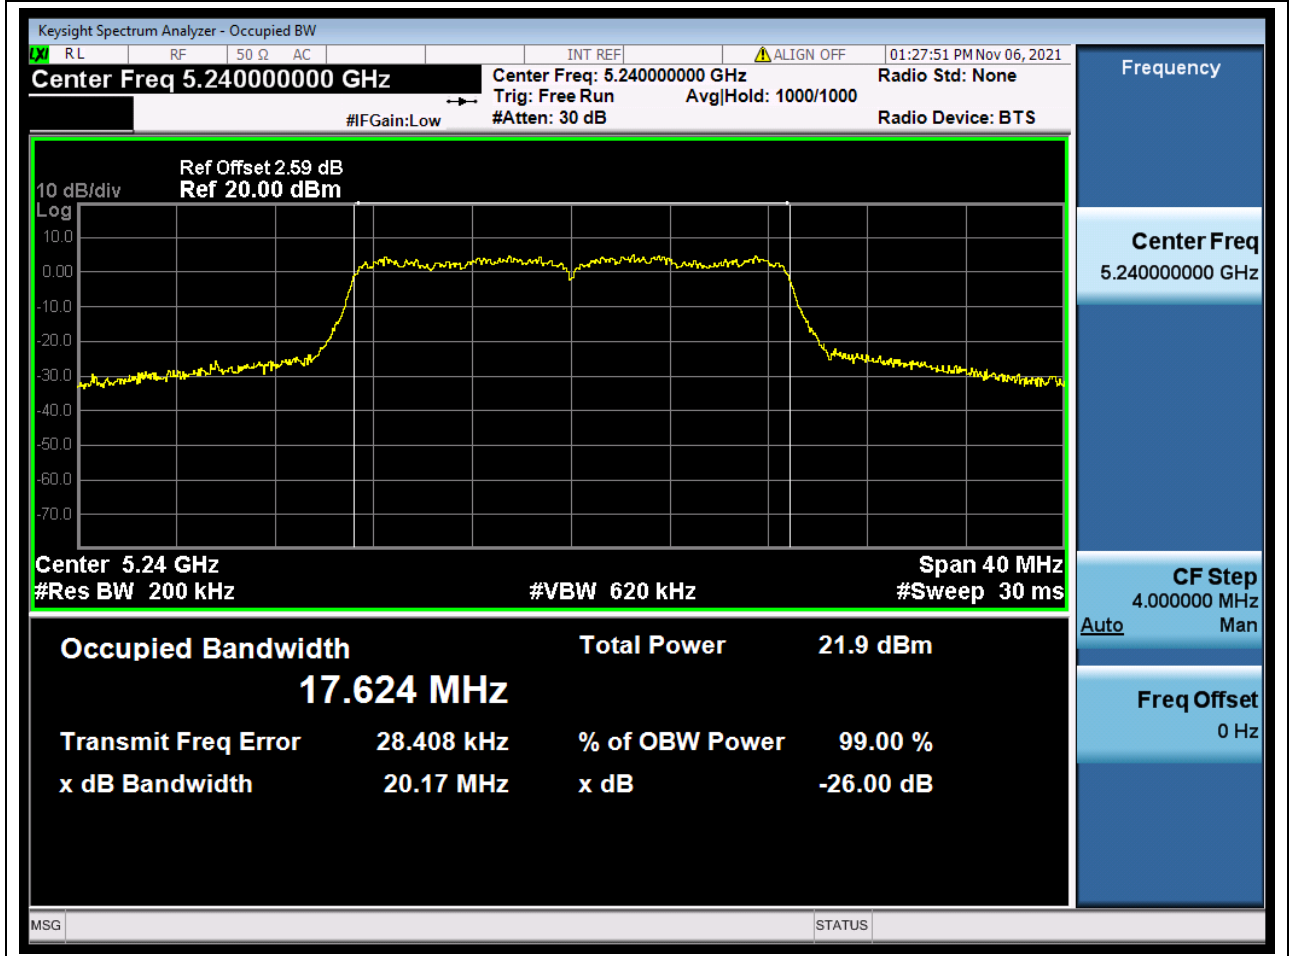 Keysight Spectrum Analyzer - Occupied BW
LXI RL RF 50 Ω AC INT REF ALIGN OFF 01:27:51 PM Nov 06, 2021
Center Freq 5.240000000 GHz
Center Freq: 5.240000000 GHz
Radio Std: None
Trig: Free Run
Avg|Hold: 1000/1000
#IFGain:Low
#Atten: 30 dB
Radio Device: BTS
Ref Offset 2.59 dB
10 dB/div
Ref 20.00 dBm
Log
10.0
0.00
-10.0
-20.0
-30.0
-40.0
-50.0
-60.0
-70.0
Center 5.24 GHz
Span 40 MHz
#Res BW 200 kHz
#VBW 620 kHz
#Sweep 30 ms
Occupied Bandwidth
17.624 MHz
Total Power 21.9 dBm
Transmit Freq Error 28.408 kHz
% of OBW Power 99.00 %
x dB Bandwidth 20.17 MHz
x dB -26.00 dB
MSG
STATUS
Frequency
Center Freq
5.240000000 GHz
CF Step
4.000000 MHz
Auto Man
Freq Offset
0 Hz